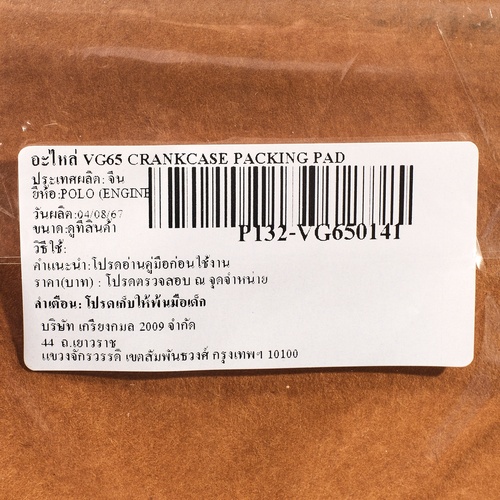 อะไหล่ VG65 CRANKCASE PACKING PAD
ประเทศผลิต: จีน
ยี่ห้อ:POLO (ENGINE
วันผลิต:04/08/67
ขนาด:ดูที่สินค้า
P132-VG650141
วิธีใช้:
คำแนะนำ:โปรดอ่านคู่มือก่อนใช้งาน
ราคา(บาท) : โปรดตรวจสอบ ณ จุดจำหน่าย
คำเตือน: โปรดเก็บให้พ้นมือเด็ก
บริษัท เกรียงกมล 2009 จำกัด
44 ถ.เยาวราช
แขวงจักรวรรดิ เขตสัมพันธวงศ์ กรุงเทพฯ 10100